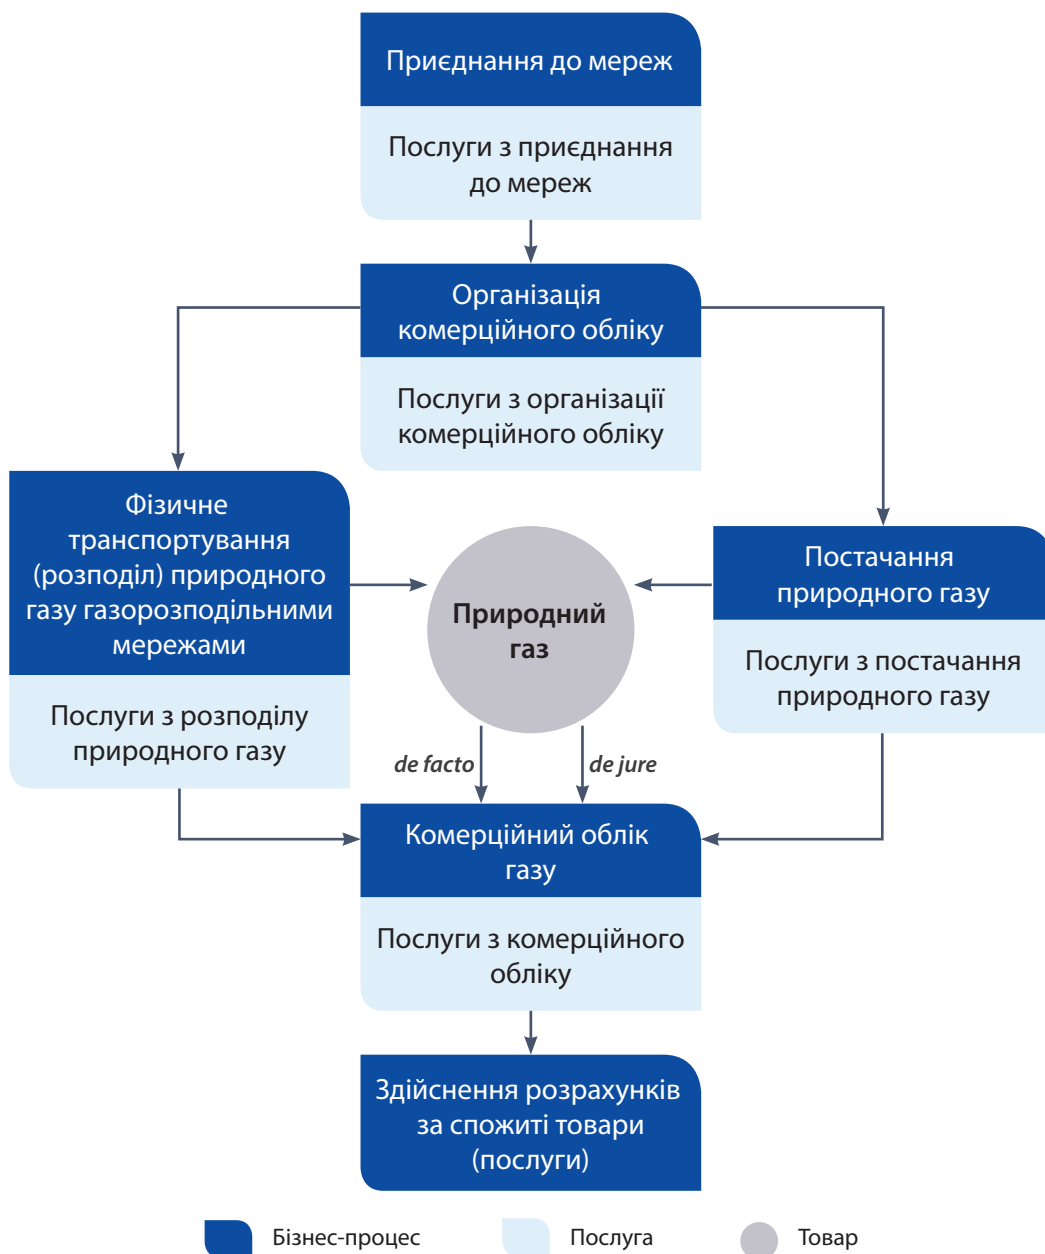 Приєднання до мереж
Послуги з приєднання
до мереж
Організація
комерційного обліку
Послуги з організації
комерційного обліку
Фізичне
транспортування
(розподіл) природного
газу газорозподільними
мережами
Послуги з розподілу
природного газу
Природний
газ
Постачання
природного газу
Послуги з постачання
природного газу
de facto
de jure
Комерційний облік
газу
Послуги з комерційного
обліку
Здійснення розрахунків
за спожиті товари
(послуги)
Бізнес-процес
Послуга
Товар